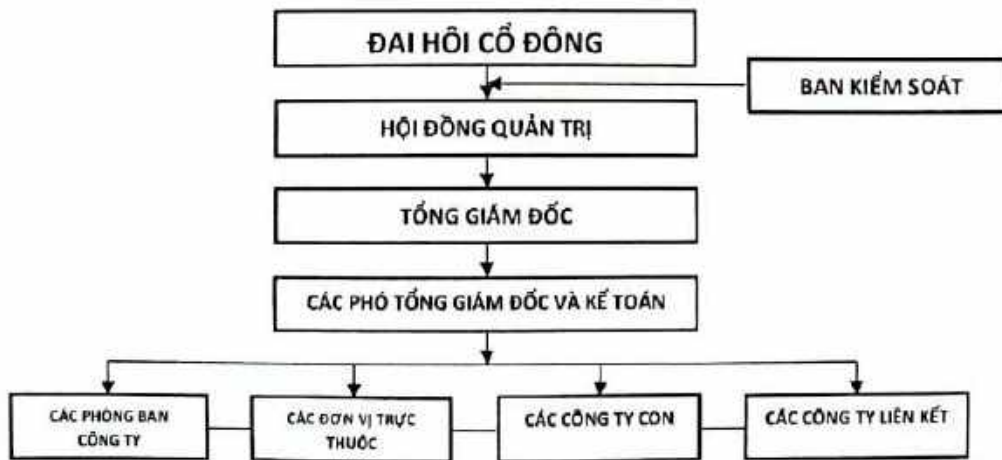 ĐAI HÔI CỔ ĐÔNG
BAN KIỂM SOÁT
HỘI ĐỒNG QUẢN TRỊ
TỔNG GIÁM ĐỐC
CÁC PHÓ TỔNG GIÁM ĐỐC VÀ KẾ TOÁN
CÁC PHÒNG BAN
CÔNG TY
CÁC ĐƠN VỊ TRỰC
THUỘC
CÁC CÔNG TY CON
CÁC CÔNG TY LIÊN KẾT